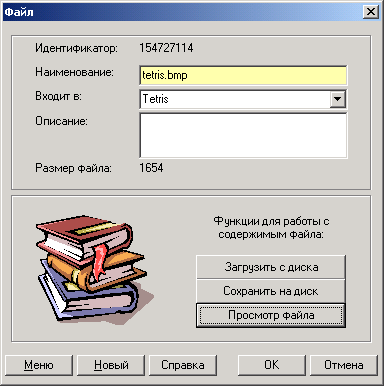 Файл
Идентификатор: 154727114
Наименование: tetris.bmp
Входит в: Tetris
Описание:
Размер файла: 1654
Функции для работы с
содержимым файла:
Загрузить с диска
Сохранить на диск
Просмотр файла
Меню Новый Справка OK Отмена